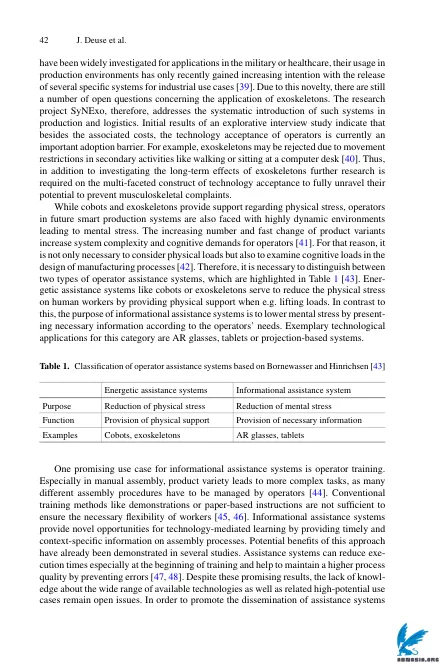 42 J. Deuse et al.
have been widely investigated for applications in the military or healthcare, their usage in
production environments has only recently gained increasing intention with the release
of several specific systems for industrial use cases [39]. Due to this novelty, there are still
a number of open questions concerning the application of exoskeletons. The research
project SyNExo, therefore, addresses the systematic introduction of such systems in
production and logistics. Initial results of an explorative interview study indicate that
besides the associated costs, the technology acceptance of operators is currently an
important adoption barrier. For example, exoskeletons may be rejected due to movement
restrictions in secondary activities like walking or sitting at a computer desk [40]. Thus,
in addition to investigating the long-term effects of exoskeletons further research is
required on the multi-faceted construct of technology acceptance to fully unravel their
potential to prevent musculoskeletal complaints.
While cobots and exoskeletons provide support regarding physical stress, operators
in future smart production systems are also faced with highly dynamic environments
leading to mental stress. The increasing number and fast change of product variants
increase system complexity and cognitive demands for operators [41]. For that reason, it
is not only necessary to consider physical loads but also to examine cognitive loads in the
design of manufacturing processes [42]. Therefore, it is necessary to distinguish between
two types of operator assistance systems, which are highlighted in Table 1 [43]. Ener-
getic assistance systems like cobots or exoskeletons serve to reduce the physical stress
on human workers by providing physical support when e.g. lifting loads. In contrast to
this, the purpose of informational assistance systems is to lower mental stress by present-
ing necessary information according to the operators' needs. Exemplary technological
applications for this category are AR glasses, tablets or projection-based systems.
Table 1. Classification of operator assistance systems based on Bornewasser and Hinrichsen [43]
Energetic assistance systems Informational assistance system
Purpose Reduction of physical stress Reduction of mental stress
Function Provision of physical support Provision of necessary information
Examples Cobots, exoskeletons AR glasses, tablets
One promising use case for informational assistance systems is operator training.
Especially in manual assembly, product variety leads to more complex tasks, as many
different assembly procedures have to be managed by operators [44]. Conventional
training methods like demonstrations or paper-based instructions are not sufficient to
ensure the necessary flexibility of workers [45, 46]. Informational assistance systems
provide novel opportunities for technology-mediated learning by providing timely and
context-specific information on assembly processes. Potential benefits of this approach
have already been demonstrated in several studies. Assistance systems can reduce exe-
cution times especially at the beginning of training and help to maintain a higher process
quality by preventing errors [47, 48]. Despite these promising results, the lack of knowl-
edge about the wide range of available technologies as well as related high-potential use
cases remain open issues. In order to promote the dissemination of assistance systems